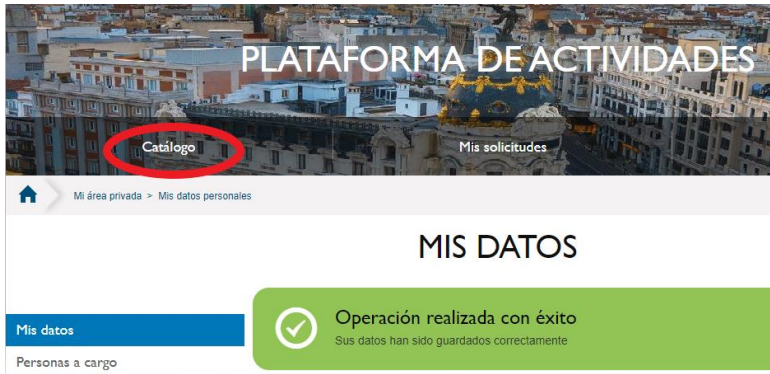 PLATAFORMA DE ACTIVIDADES
Catálogo Mis solicitudes
Mi área privada > Mis datos personales
MIS DATOS
Mis datos
Personas a cargo
Operación realizada con éxito
Sus datos han sido guardados correctamente